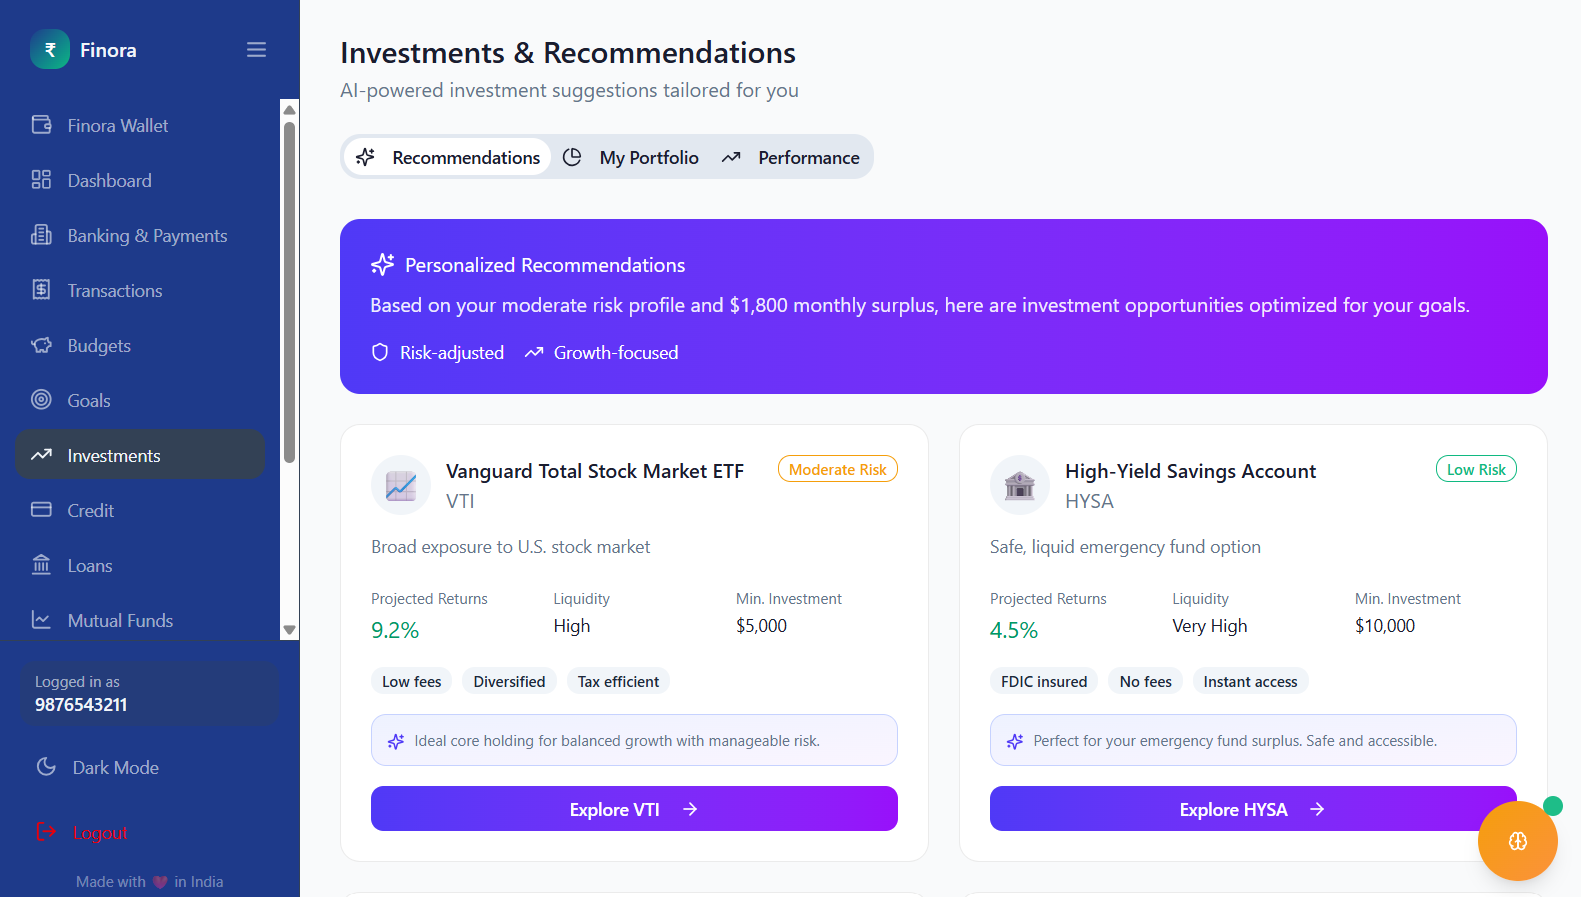 ₹ Finora
Finora Wallet
Dashboard
Banking & Payments
Transactions
Budgets
Goals
Investments
Credit
Loans
Mutual Funds
Logged in as
9876543211
Dark Mode
Logout
Made with ❤️ in India
Investments & Recommendations
AI-powered investment suggestions tailored for you
Recommendations My Portfolio Performance
Personalized Recommendations
Based on your moderate risk profile and $1,800 monthly surplus, here are investment opportunities optimized for your goals.
Risk-adjusted Growth-focused
Vanguard Total Stock Market ETF Moderate Risk
VTI
Broad exposure to U.S. stock market
Projected Returns Liquidity Min. Investment
9.2% High $5,000
Low fees Diversified Tax efficient
Ideal core holding for balanced growth with manageable risk.
Explore VTI →
High-Yield Savings Account Low Risk
HYSA
Safe, liquid emergency fund option
Projected Returns Liquidity Min. Investment
4.5% Very High $10,000
FDIC insured No fees Instant access
Perfect for your emergency fund surplus. Safe and accessible.
Explore HYSA →